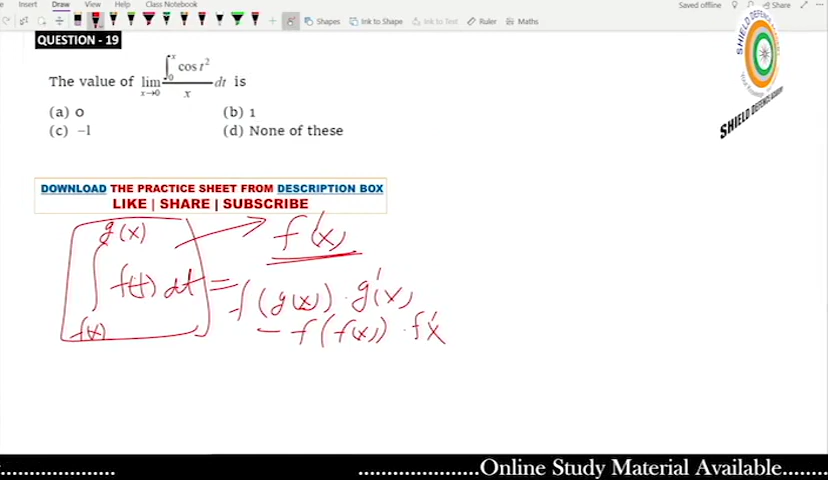 Insert Draw View Help Class Notebook
Saved offline
Shapes Ink to Shape Ink to Text Ruler Maths
QUESTION - 19
The value of lim x→0 ∫₀ˣ cos t² / x dt is
(a) 0 (b) 1
(c) –1 (d) None of these
SHIELD DEFENCE ACADEMY
DOWNLOAD THE PRACTICE SHEET FROM DESCRIPTION BOX
LIKE | SHARE | SUBSCRIBE
g(x)
f'(x)
∫ f(t) dt =
f(x)
f(g(x)) · g'(x)
– f(f(x)) · f'x
Online Study Material Available